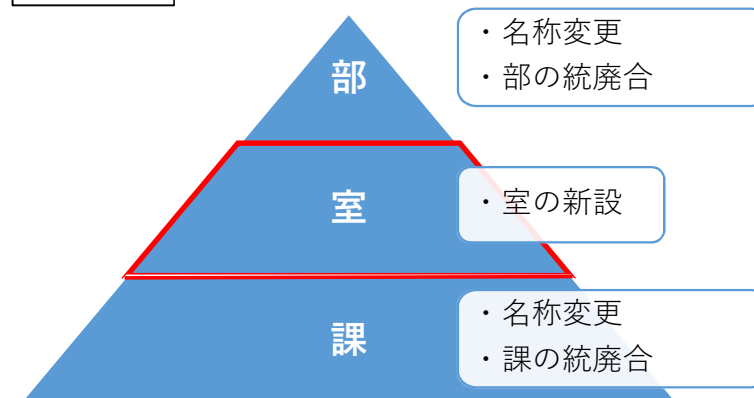 部
・名称変更
・部の統廃合
室
・室の新設
課
・名称変更
・課の統廃合